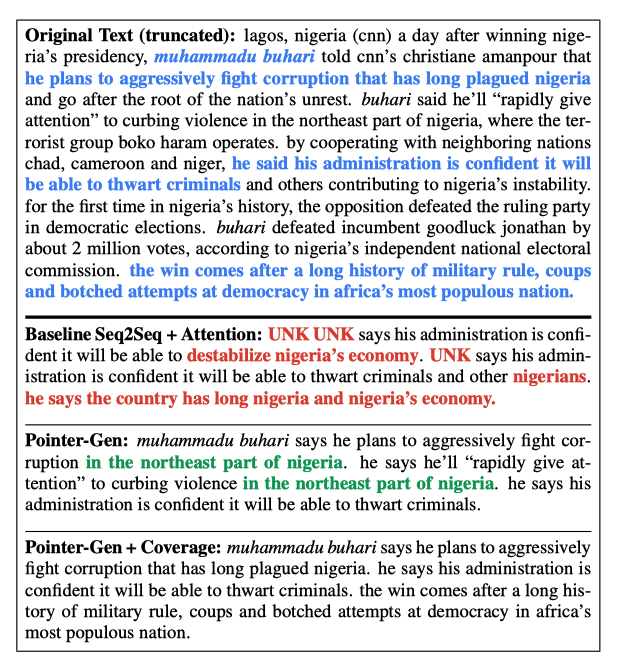 Original Text (truncated): lagos, nigeria (cnn) a day after winning nige-
ria’s presidency, muhammadu buhari told cnn’s christiane amanpour that
he plans to aggressively fight corruption that has long plagued nigeria
and go after the root of the nation’s unrest. buhari said he’ll “rapidly give
attention” to curbing violence in the northeast part of nigeria, where the ter-
rorist group boko haram operates. by cooperating with neighboring nations
chad, cameroon and niger, he said his administration is confident it will
be able to thwart criminals and others contributing to nigeria’s instability.
for the first time in nigeria’s history, the opposition defeated the ruling party
in democratic elections. buhari defeated incumbent goodluck jonathan by
about 2 million votes, according to nigeria’s independent national electoral
commission. the win comes after a long history of military rule, coups
and botched attempts at democracy in africa’s most populous nation.
Baseline Seq2Seq + Attention: UNK UNK says his administration is confi-
dent it will be able to destabilize nigeria’s economy. UNK says his admin-
istration is confident it will be able to thwart criminals and other nigerians.
he says the country has long nigeria and nigeria’s economy.
Pointer-Gen: muhammadu buhari says he plans to aggressively fight cor-
ruption in the northeast part of nigeria. he says he’ll “rapidly give at-
tention” to curbing violence in the northeast part of nigeria. he says his
administration is confident it will be able to thwart criminals.
Pointer-Gen + Coverage: muhammadu buhari says he plans to aggressively
fight corruption that has long plagued nigeria. he says his administration is
confident it will be able to thwart criminals. the win comes after a long his-
tory of military rule, coups and botched attempts at democracy in africa’s
most populous nation.